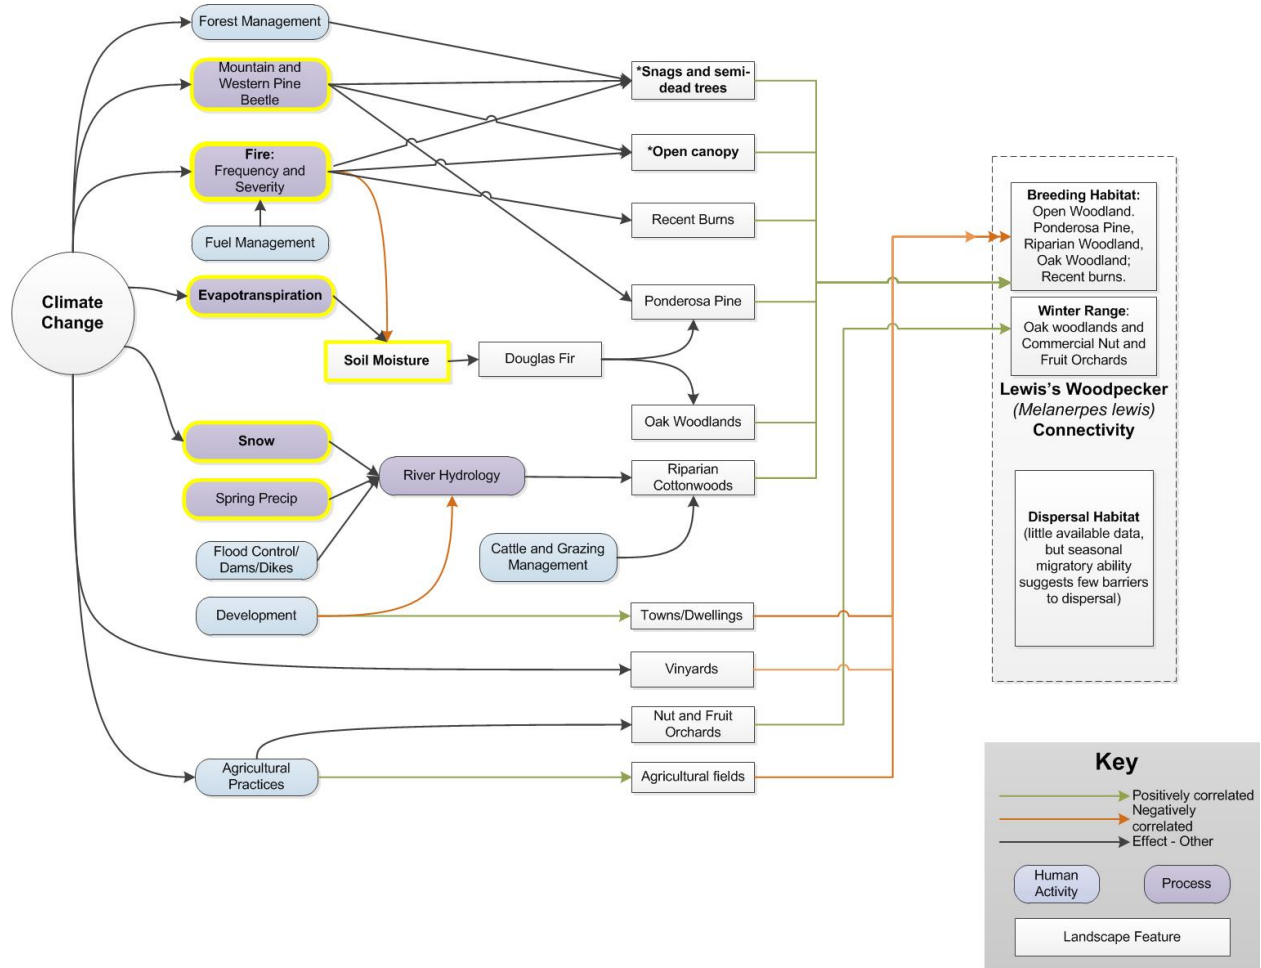 Forest Management
Mountain and
Western Pine
Beetle
*Snags and semi-
dead trees
Fire:
Frequency and
Severity
*Open canopy
Fuel Management
Recent Burns
Breeding Habitat:
Open Woodland.
Ponderosa Pine,
Riparian Woodland,
Oak Woodland;
Recent burns.
Climate
Change
Evapotranspiration
Ponderosa Pine
Winter Range:
Oak woodlands and
Commercial Nut and
Fruit Orchards
Soil Moisture
Douglas Fir
Lewis's Woodpecker
(Melanerpes lewis)
Connectivity
Oak Woodlands
Snow
River Hydrology
Riparian
Cottonwoods
Spring Precip
Dispersal Habitat
(little available data,
but seasonal
migratory ability
suggests few barriers
to dispersal)
Flood Control/
Dams/Dikes
Cattle and Grazing
Management
Development
Towns/Dwellings
Vinyards
Nut and Fruit
Orchards
Agricultural
Practices
Agricultural fields
Key
Positively correlated
Negatively
correlated
Effect - Other
Human
Activity
Process
Landscape Feature